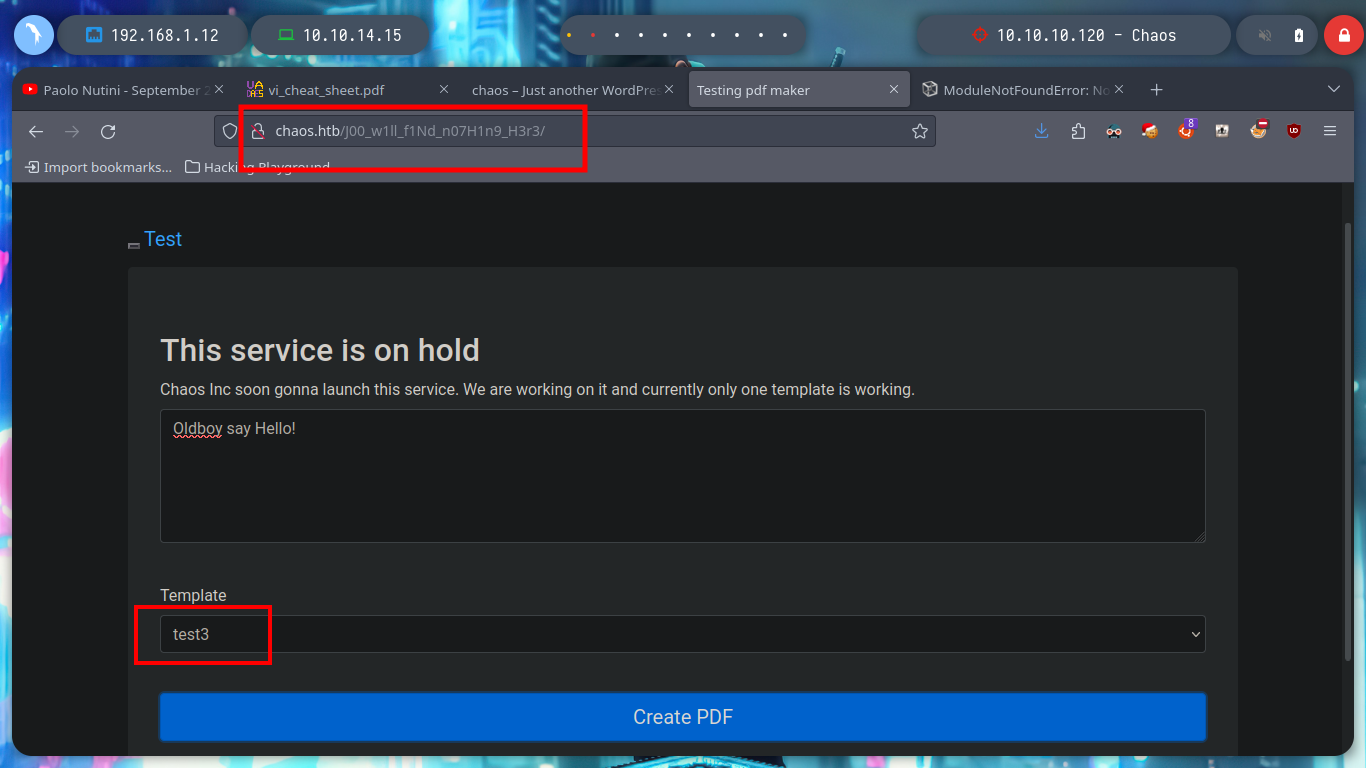 192.168.1.12
10.10.14.15
10.10.10.120 - Chaos
Paolo Nutini - September 2
vi_cheat_sheet.pdf
chaos – Just another WordPres
Testing pdf maker
ModuleNotFoundError: No
chaos.htb/J00_w1ll_f1Nd_n07H1n9_H3r3/
8
Import bookmarks...
Hacking Playground
Test
This service is on hold
Chaos Inc soon gonna launch this service. We are working on it and currently only one template is working.
Oldboy say Hello!
Template
test3
Create PDF